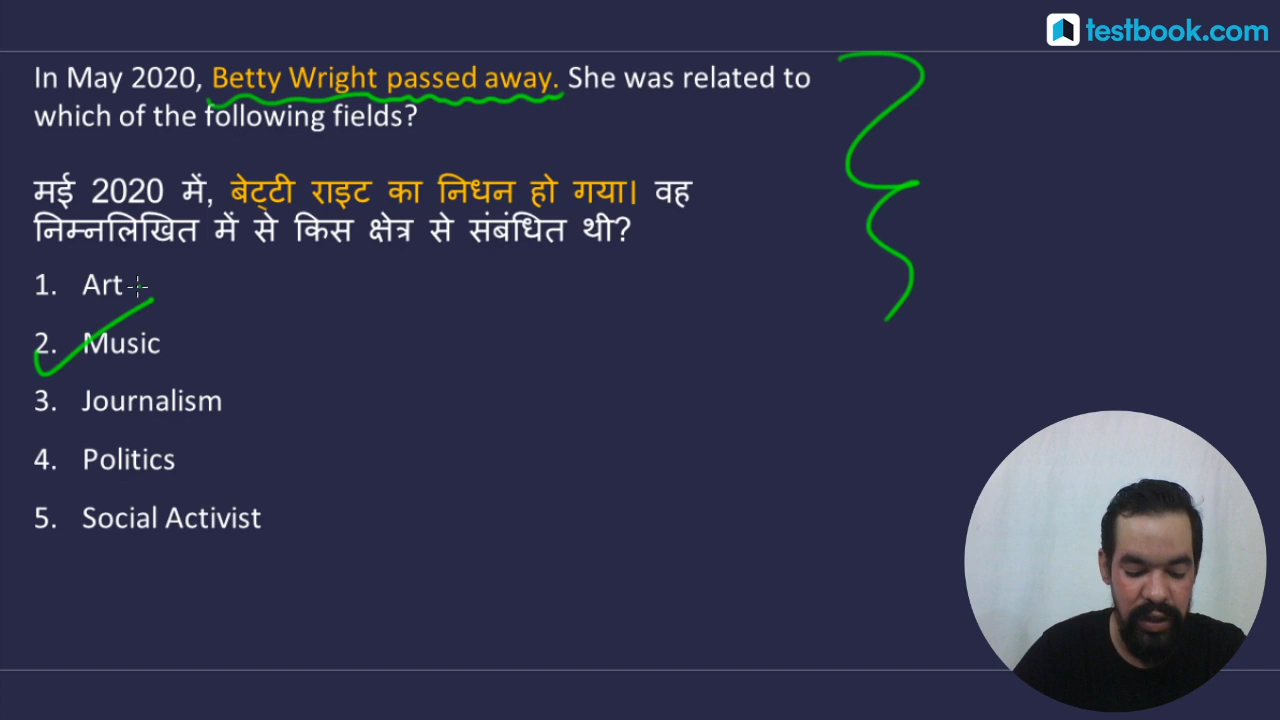 testbook.com
In May 2020, Betty Wright passed away. She was related to
which of the following fields?
मई 2020 में, बेट्टी राइट का निधन हो गया। वह
निम्नलिखित में से किस क्षेत्र से संबंधित थी?
1. Art
2. Music
3. Journalism
4. Politics
5. Social Activist